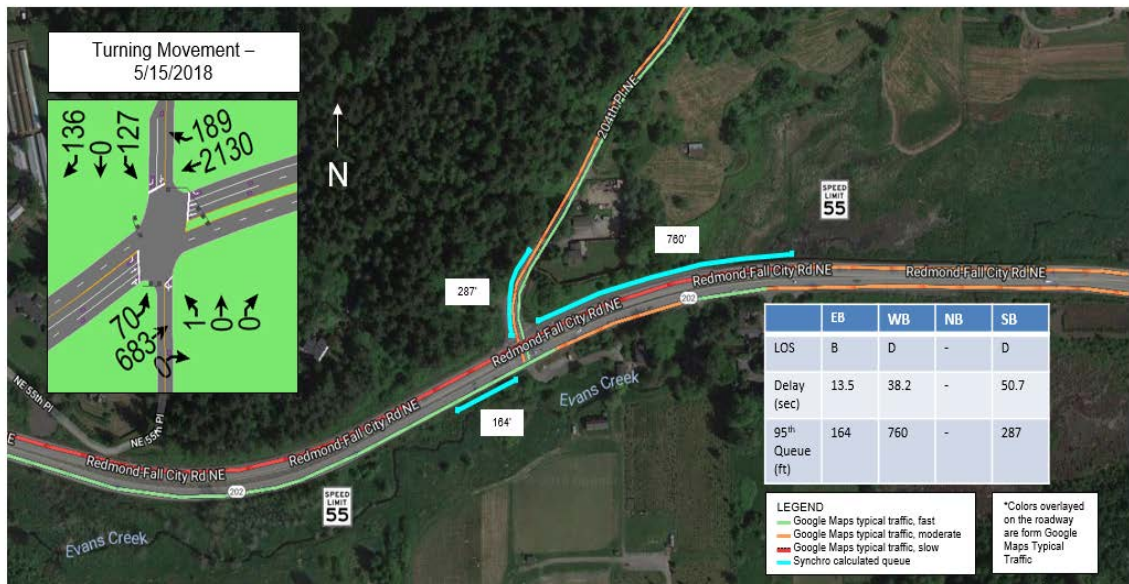 Turning Movement –
5/15/2018
136
0
127
189
2130
70
683
0
1
0
0
N
204th Pl NE
SPEED
LIMIT
55
760'
287'
164'
Redmond-Fall City Rd NE
Redmond-Fall City Rd NE
Redmond-Fall City Rd NE
202
Evans Creek
Redmond-Fall City Rd NE
Redmond-Fall City Rd NE
NE 55th Pl
NE 55th Pl
E
202
SPEED
LIMIT
55
Evans Creek
EB WB NB SB
LOS B D - D
Delay (sec) 13.5 38.2 - 50.7
95th Queue (ft) 164 760 - 287
LEGEND
Google Maps typical traffic, fast
Google Maps typical traffic, moderate
Google Maps typical traffic, slow
Synchro calculated queue
*Colors overlayed
on the roadway
are form Google
Maps Typical
Traffic